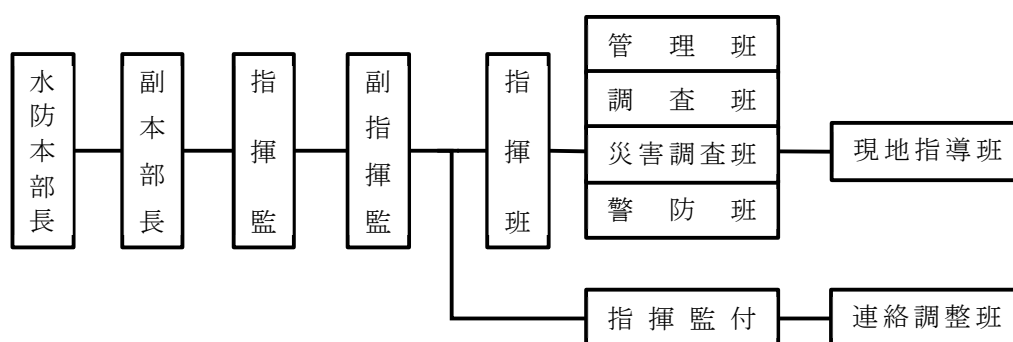 水防本部長
副本部長
指揮監
副指揮監
指揮班
管理班
調査班
災害調査班
警防班
現地指導班
指揮監付
連絡調整班